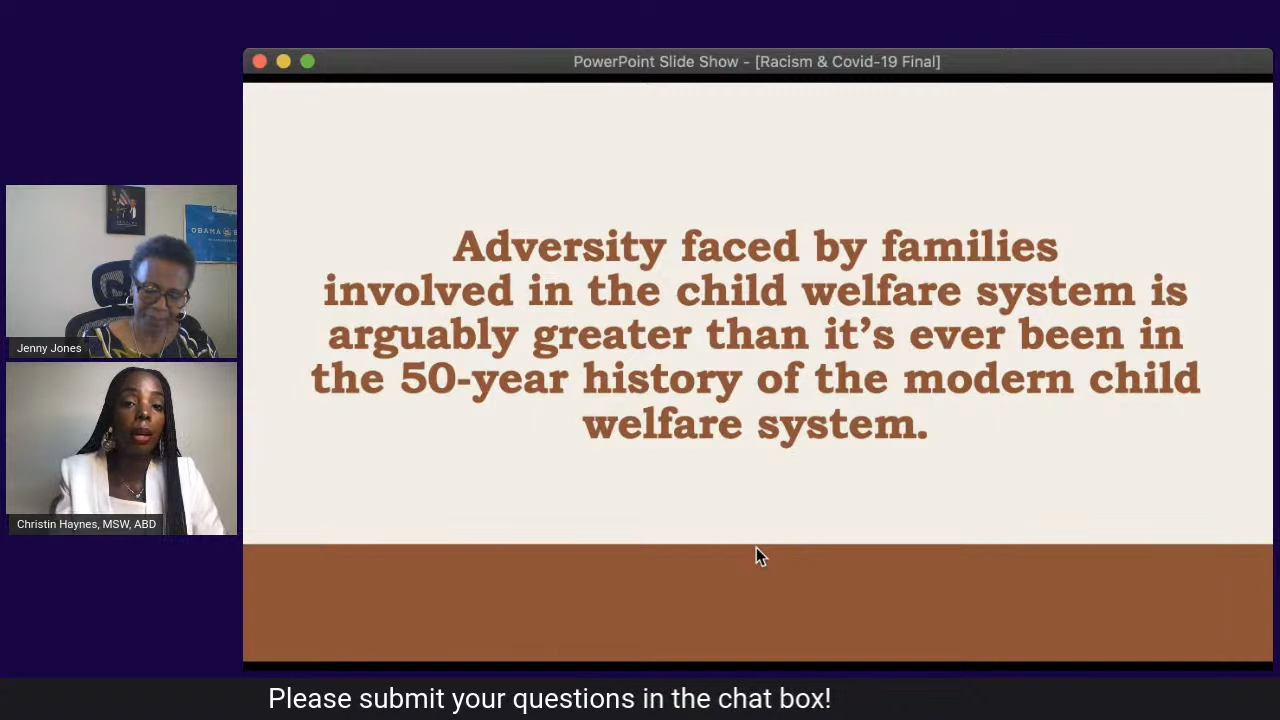 PowerPoint Slide Show - [Racism & Covid-19 Final]
Adversity faced by families
involved in the child welfare system is
arguably greater than it’s ever been in
the 50-year history of the modern child
welfare system.
OBAMA
Jenny Jones
Christin Haynes, MSW, ABD
Please submit your questions in the chat box!